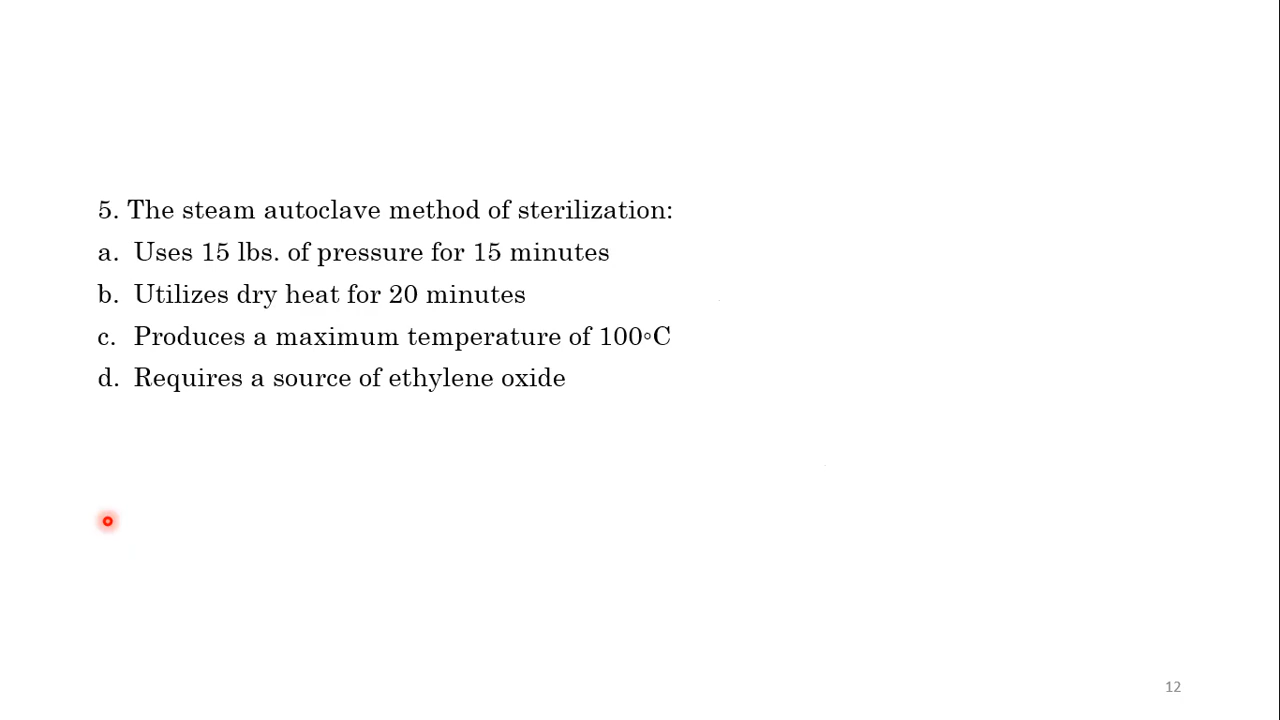 5. The steam autoclave method of sterilization:
a. Uses 15 lbs. of pressure for 15 minutes
b. Utilizes dry heat for 20 minutes
c. Produces a maximum temperature of 100◦C
d. Requires a source of ethylene oxide
12